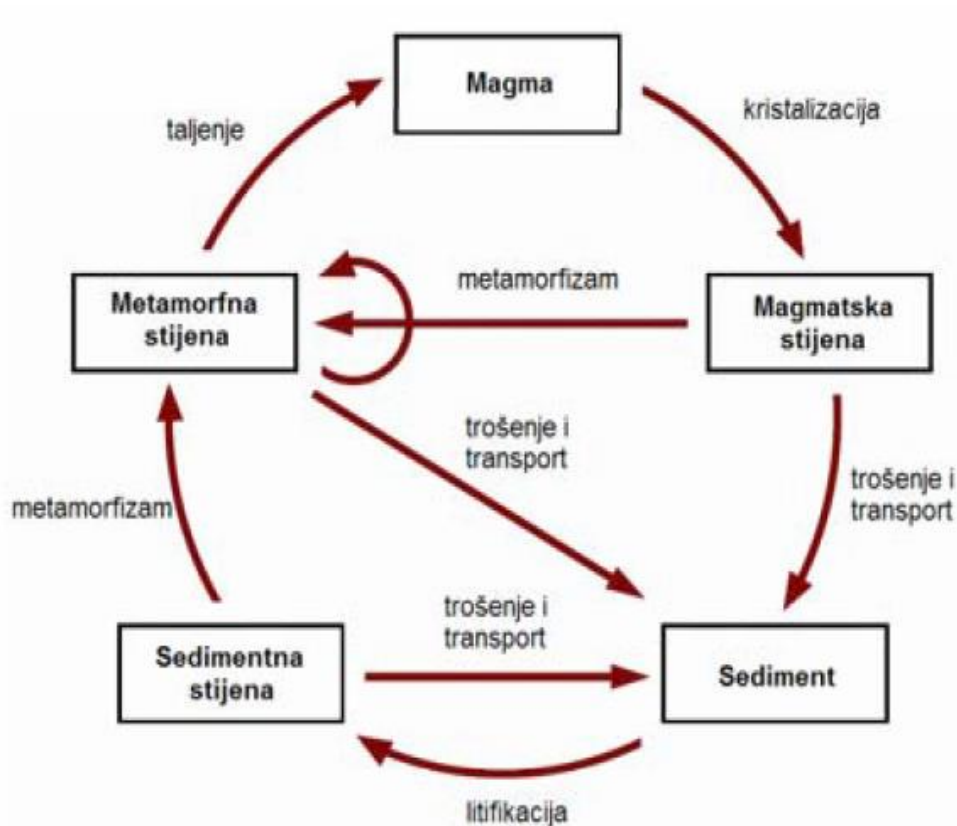 Magma
kristalizacija
taljenje
Metamorfna
stijena
metamorfizam
Magmatska
stijena
trošenje i
transport
trošenje i
transport
metamorfizam
trošenje i
transport
Sedimentna
stijena
Sediment
litifikacija